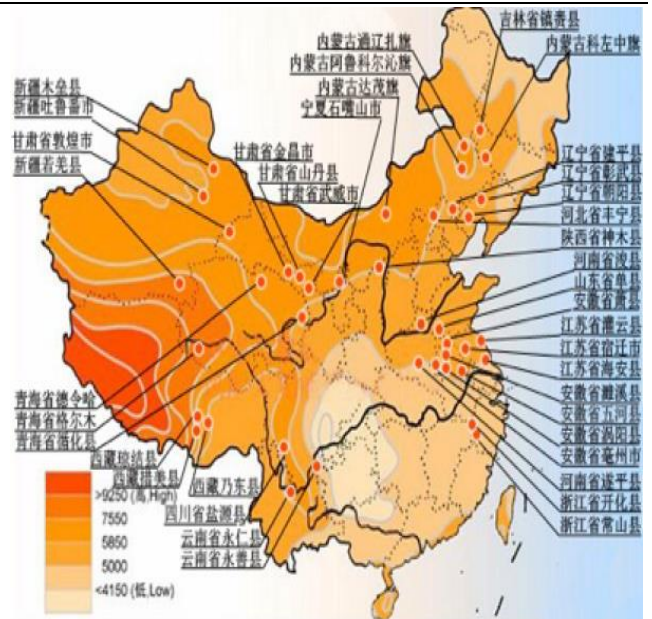 吉林省镇赉县
内蒙古通辽扎旗
内蒙古科左中旗
内蒙古阿鲁科尔沁旗
内蒙古达茂旗
宁夏石嘴山市
新疆木垒县
新疆吐鲁番市
甘肃省敦煌市
新疆若羌县
甘肃省金昌市
甘肃省山丹县
甘肃省武威市
辽宁省建平县
辽宁省彰武县
辽宁省朝阳县
河北省丰宁县
陕西省神木县
河南省浚县
山东省单县
安徽省萧县
江苏省灌云县
江苏省宿迁市
江苏省海安县
安徽省濉溪县
安徽省五河县
安徽省涡阳县
安徽省亳州市
河南省遂平县
浙江省开化县
浙江省常山县
青海省德令哈
青海省格尔木
青海省循化县
西藏琼结县
西藏措美县
西藏乃东县
四川省盐源县
云南省永仁县
云南省永善县
>9250 (高,High)
7550
5850
5000
<4150 (低,Low)